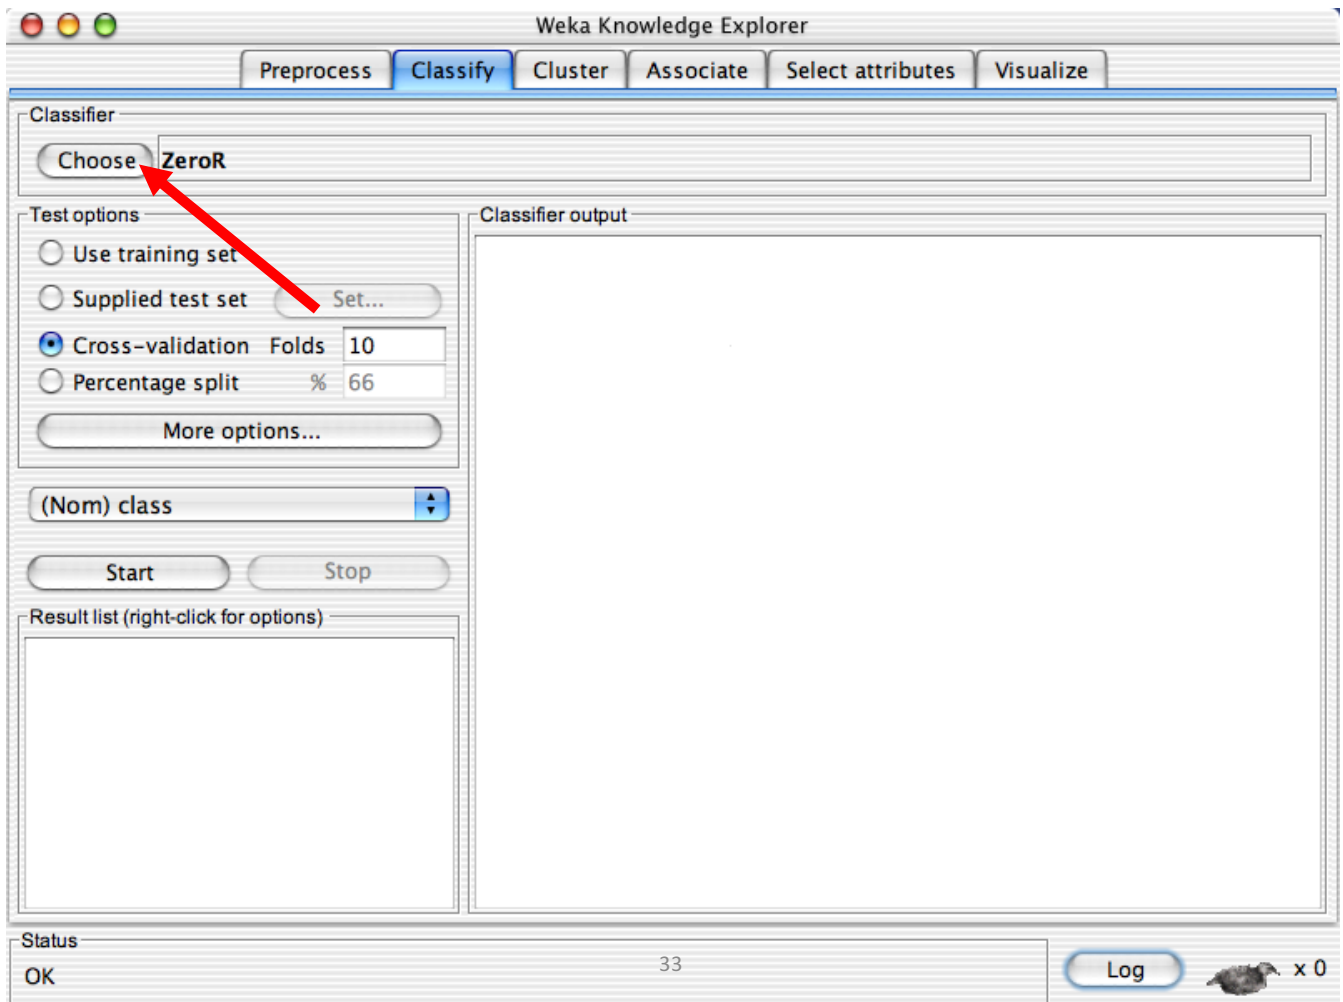 Weka Knowledge Explorer
Preprocess Classify Cluster Associate Select attributes Visualize
Classifier
Choose ZeroR
Test options
Classifier output
Use training set
Supplied test set Set...
Cross-validation Folds 10
Percentage split % 66
More options...
(Nom) class
Start Stop
Result list (right-click for options)
Status
OK
33
Log x 0